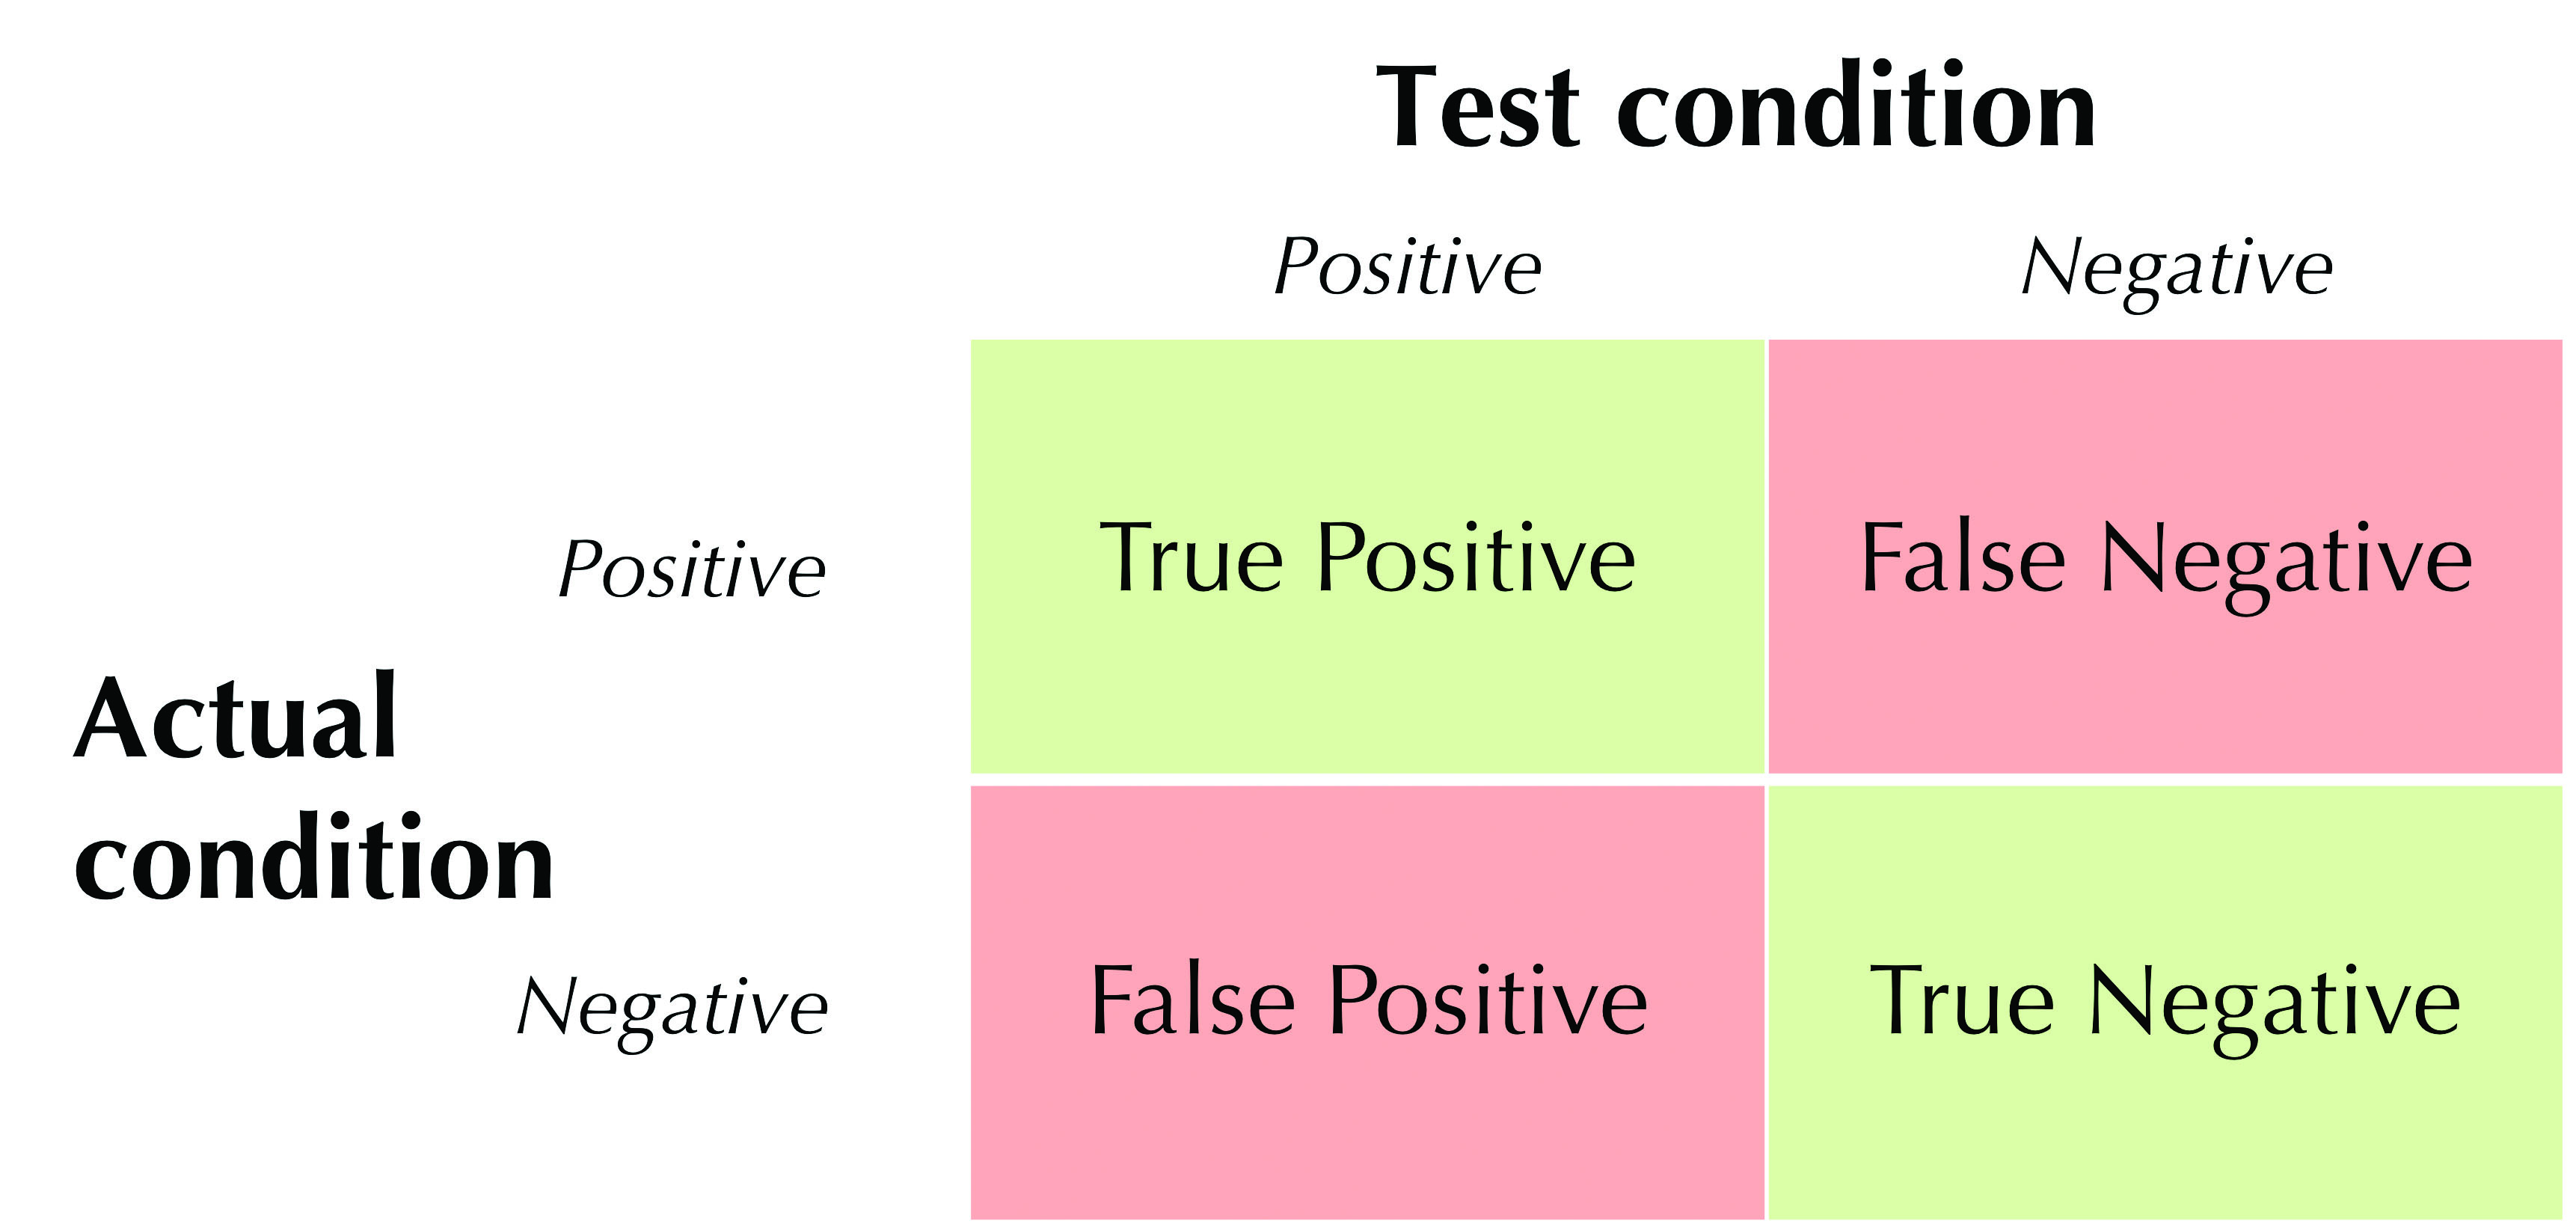 Test condition
Positive
Negative
Positive
True Positive
False Negative
Actual
condition
Negative
False Positive
True Negative